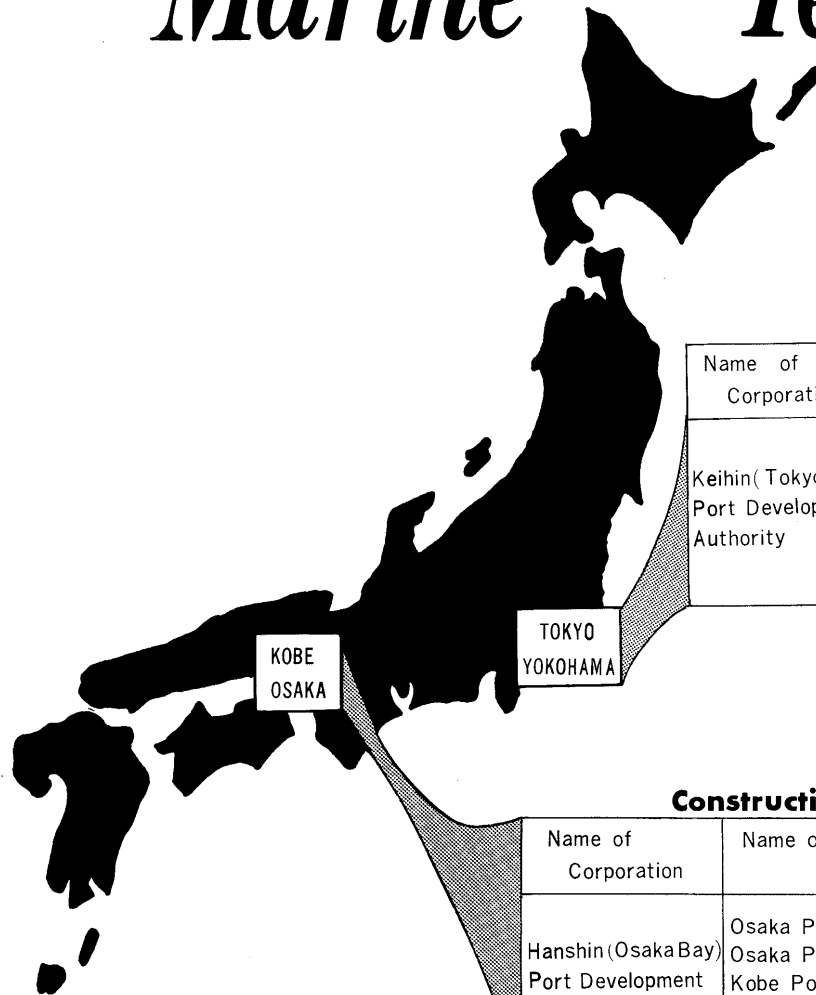 Marine
Name of
Corporati
Keihin(Tokyo
Port Develop
Authority
TOKYO
YOKOHAMA
KOBE
OSAKA
Constructi
Name of
Corporation
Name o
Hanshin(Osaka Bay)
Port Development
Osaka P
Osaka P
Kobe Po